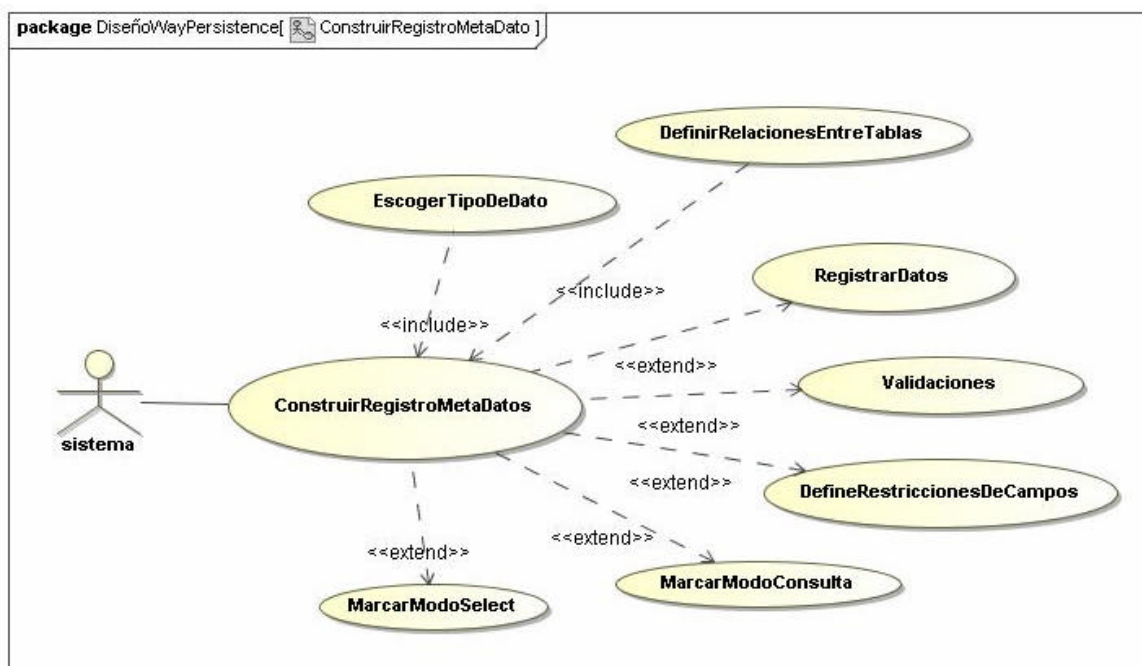 package DiseñoWayPersistence[ ConstruirRegistroMetaDato ]
DefinirRelacionesEntreTablas
EscogerTipoDeDato
RegistrarDatos
<<include>>
<<include>>
<<extend>>
Validaciones
ConstruirRegistroMetaDatos
sistema
<<extend>>
<<extend>>
DefineRestriccionesDeCampos
<<extend>>
<<extend>>
MarcarModoConsulta
MarcarModoSelect